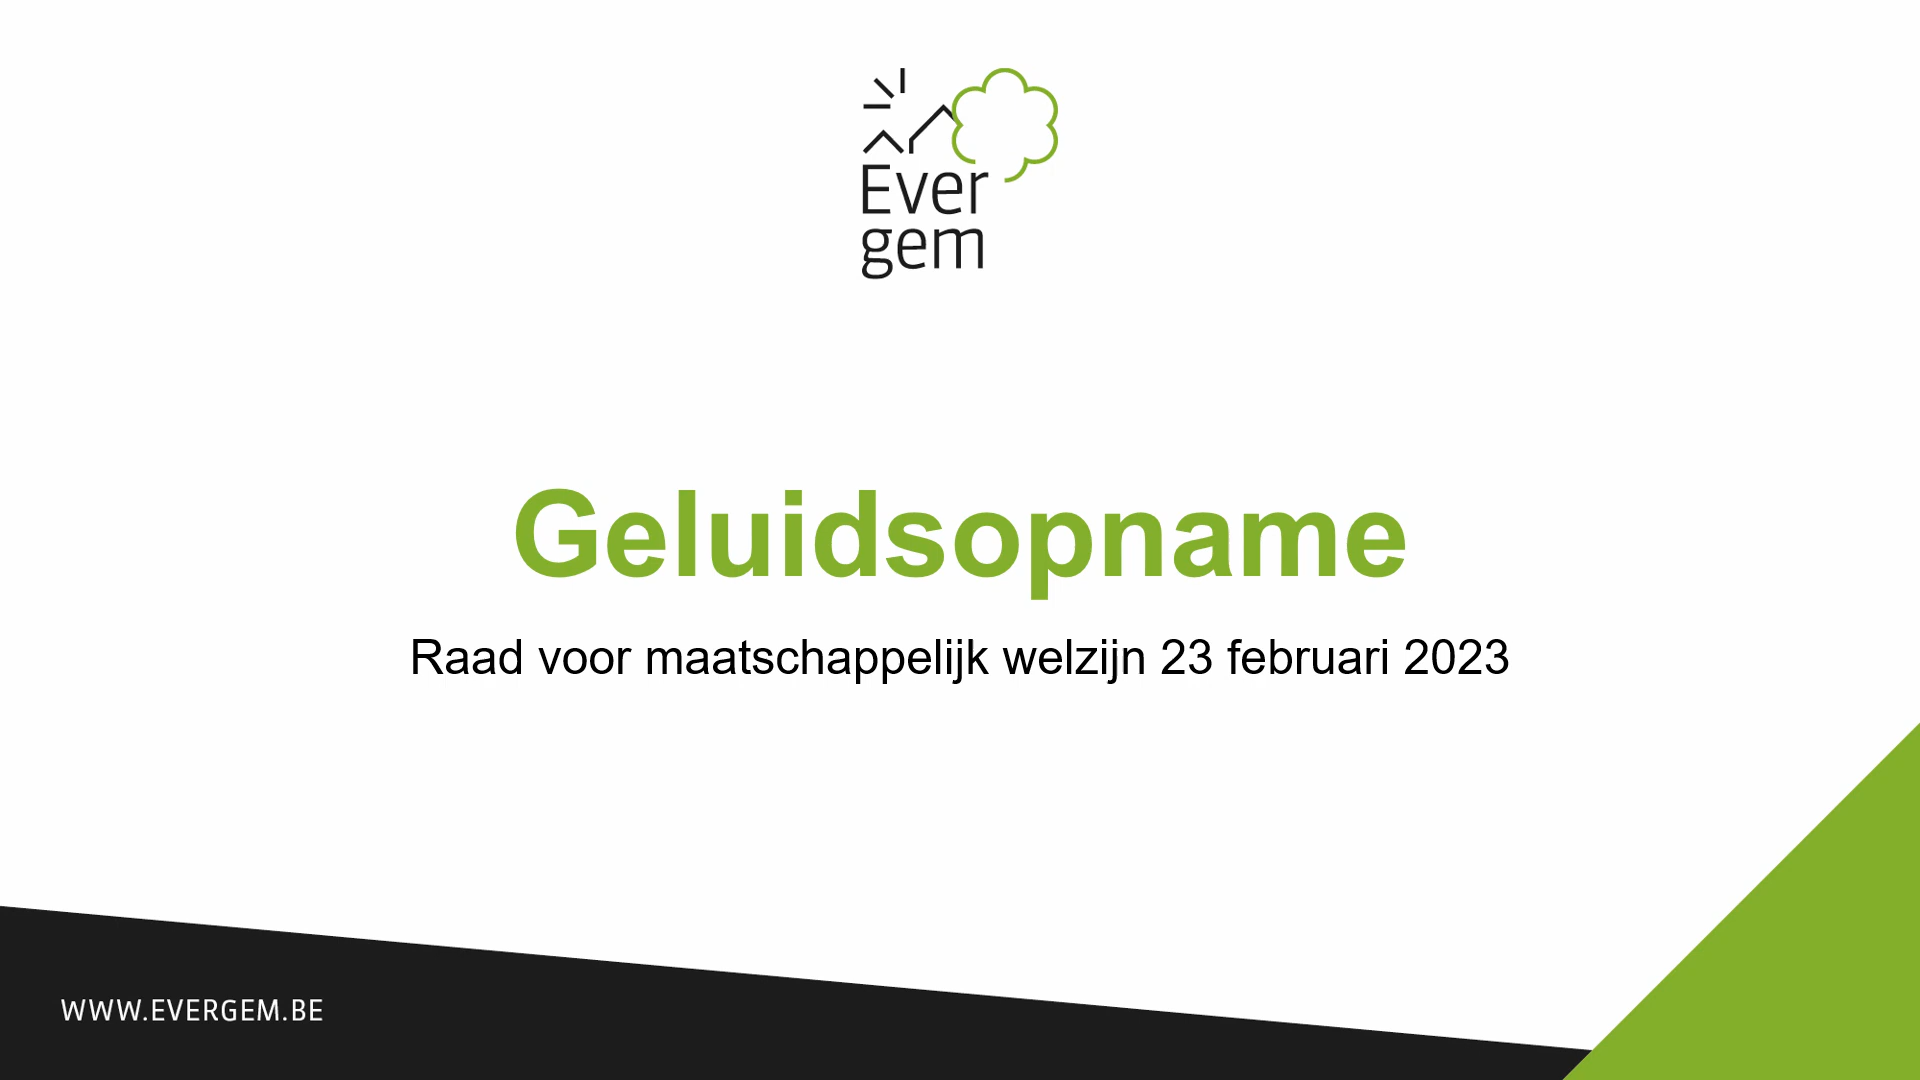 Ever
gem
Geluidsopname
Raad voor maatschappelijk welzijn 23 februari 2023
WWW.EVERGEM.BE